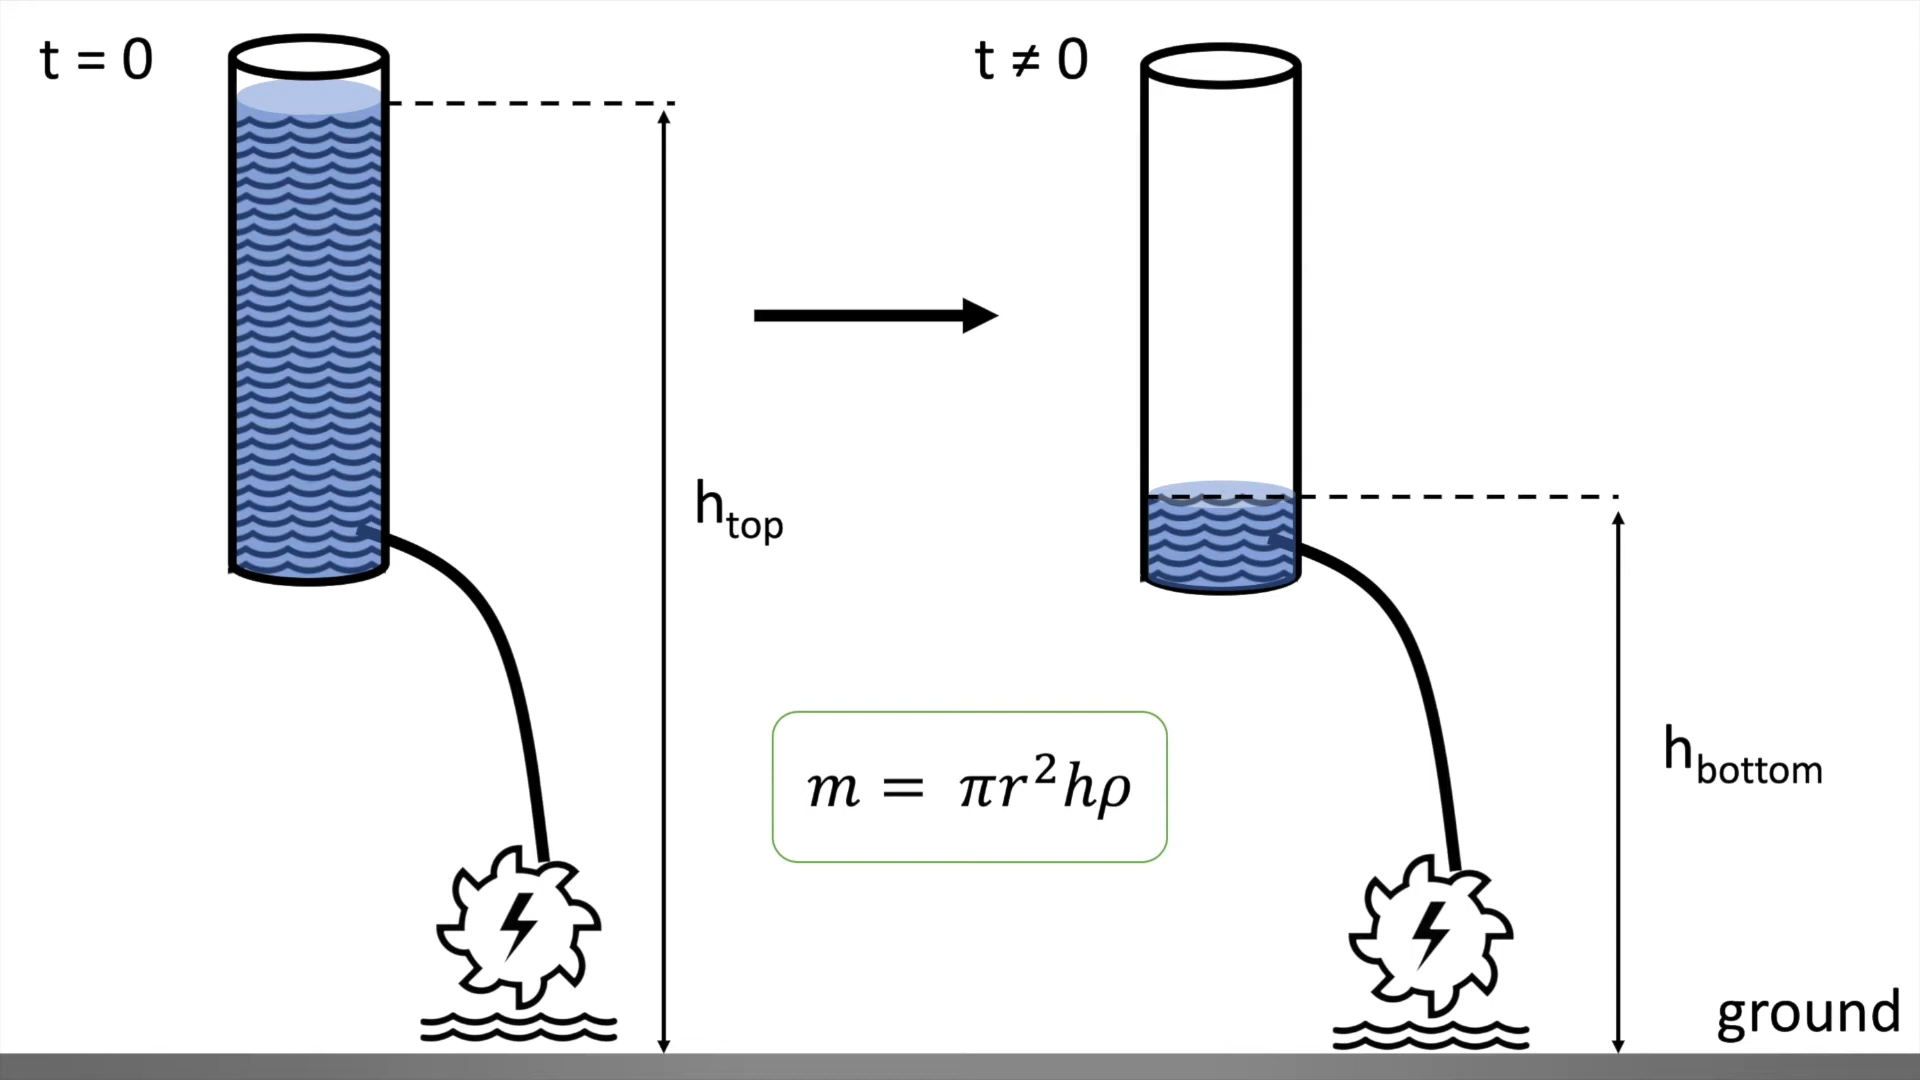 t = 0
t ≠ 0
h_top
m = πr²hρ
h_bottom
ground